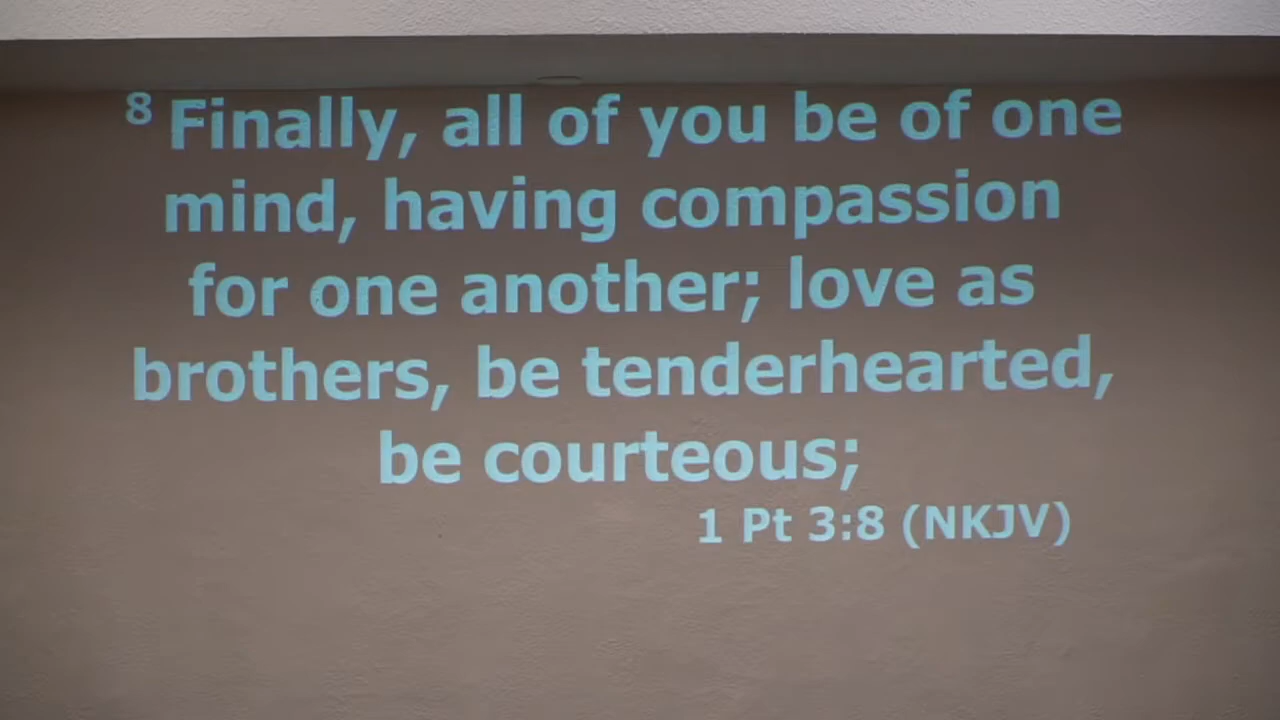 8 Finally, all of you be of one
mind, having compassion
for one another; love as
brothers, be tenderhearted,
be courteous;
1 Pt 3:8 (NKJV)